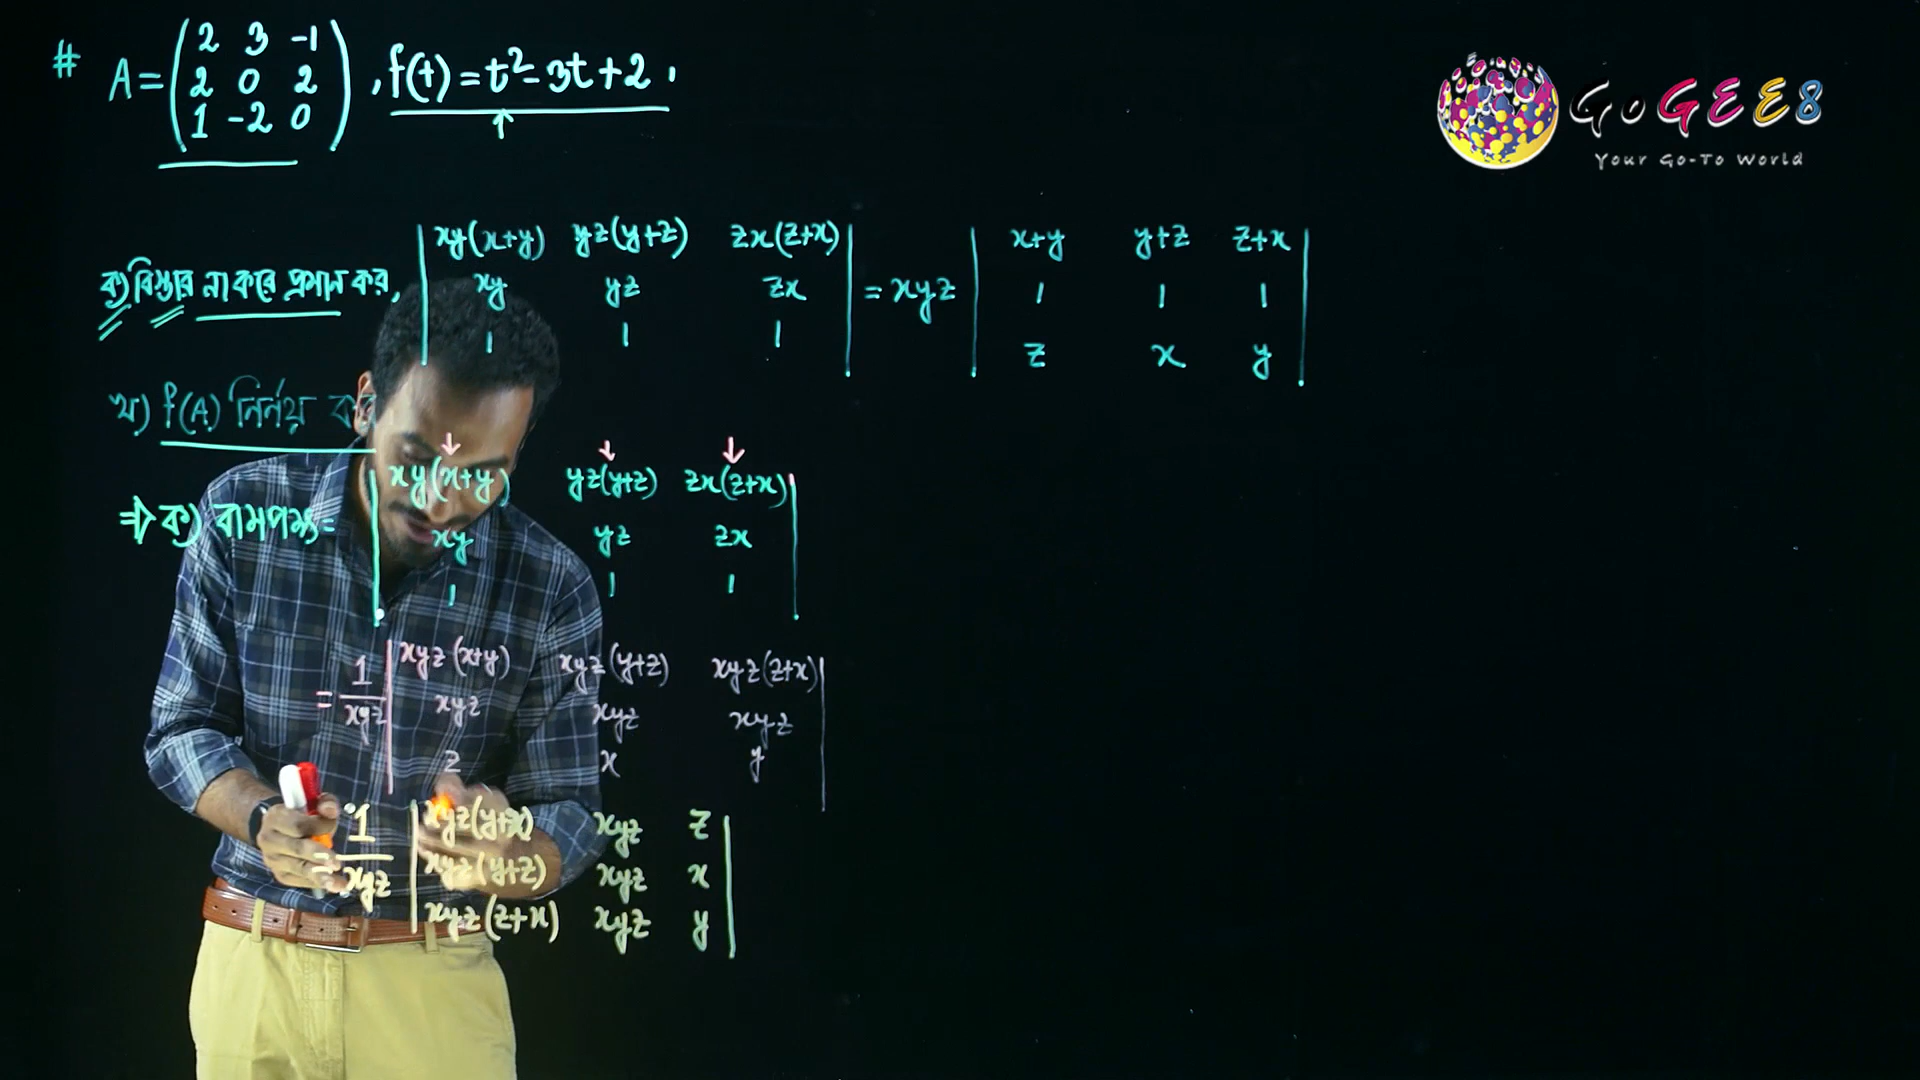 # A = ( 2 3 -1
2 0 2
1 -2 0 ) , f(t) = t² - 3t + 2 ,
GoGEE8
Your Go-To World
ক) বিস্তার না করে প্রমান কর, | xy(x+y) yz(y+z) zx(z+x) |
| xy yz zx |
| 1 1 1 |
= xyz | x+y y+z z+x |
| 1 1 1 |
| z x y |
খ) f(A) নির্নয় কর
⇒ ক) বামপক্ষ = | xy(x+y) yz(y+z) zx(z+x) |
| xy yz zx |
| 1 1 1 |
= 1/xyz | xyz(x+y) xyz(y+z) xyz(z+x) |
| xyz xyz xyz |
| z x y |
= 1/xyz | xyz(y+x) xyz z |
| xyz(y+z) xyz x |
| xyz(z+x) xyz y |